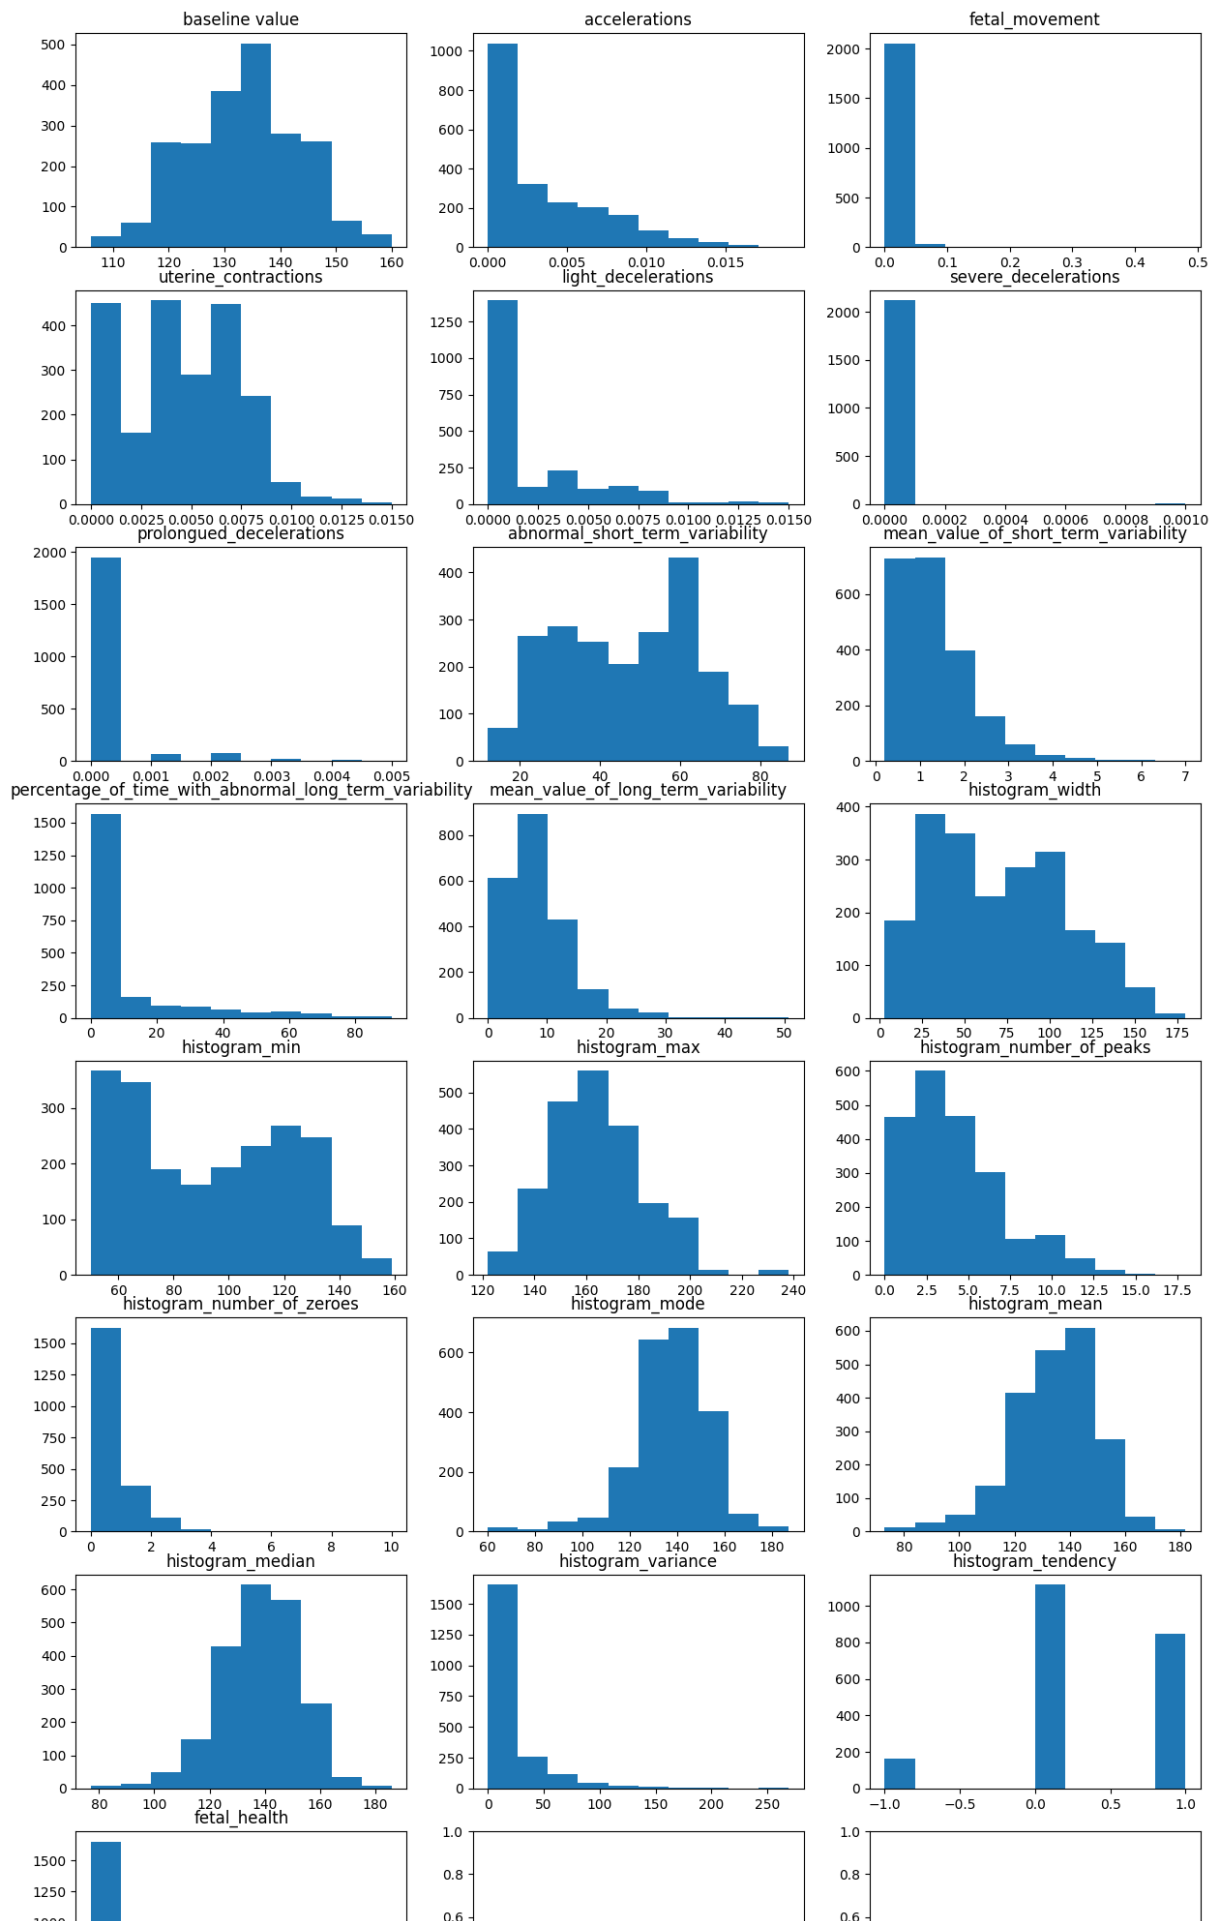 baseline value
accelerations
fetal_movement
500
400
300
200
100
0
110 120 130 140 150 160
1000
800
600
400
200
0
0.000 0.005 0.010 0.015
2000
1500
1000
500
0
0.0 0.1 0.2 0.3 0.4 0.5
uterine_contractions
light_decelerations
severe_decelerations
400
300
200
100
0
0.0000 0.0025 0.0050 0.0075 0.0100 0.0125 0.0150
1250
1000
750
500
250
0
0.0000 0.0025 0.0050 0.0075 0.0100 0.0125 0.0150
2000
1500
1000
500
0
0.0000 0.0002 0.0004 0.0006 0.0008 0.0010
prolongued_decelerations
abnormal_short_term_variability
mean_value_of_short_term_variability
2000
1500
1000
500
0
0.000 0.001 0.002 0.003 0.004 0.005
400
300
200
100
0
20 40 60 80
600
400
200
0
0 1 2 3 4 5 6 7
percentage_of_time_with_abnormal_long_term_variability
mean_value_of_long_term_variability
histogram_width
1500
1250
1000
750
500
250
0
0 20 40 60 80
800
600
400
200
0
0 10 20 30 40 50
400
300
200
100
0
0 25 50 75 100 125 150 175
histogram_min
histogram_max
histogram_number_of_peaks
300
200
100
0
60 80 100 120 140 160
500
400
300
200
100
0
120 140 160 180 200 220 240
600
500
400
300
200
100
0
0.0 2.5 5.0 7.5 10.0 12.5 15.0 17.5
histogram_number_of_zeroes
histogram_mode
histogram_mean
1500
1250
1000
750
500
250
0
0 2 4 6 8 10
600
400
200
0
60 80 100 120 140 160 180
600
500
400
300
200
100
0
80 100 120 140 160 180
histogram_median
histogram_variance
histogram_tendency
600
500
400
300
200
100
0
80 100 120 140 160 180
1500
1250
1000
750
500
250
0
0 50 100 150 200 250
1000
800
600
400
200
0
−1.0 −0.5 0.0 0.5 1.0
fetal_health
1500
1250
1000
1.0
0.8
0.6
1.0
0.8
0.6